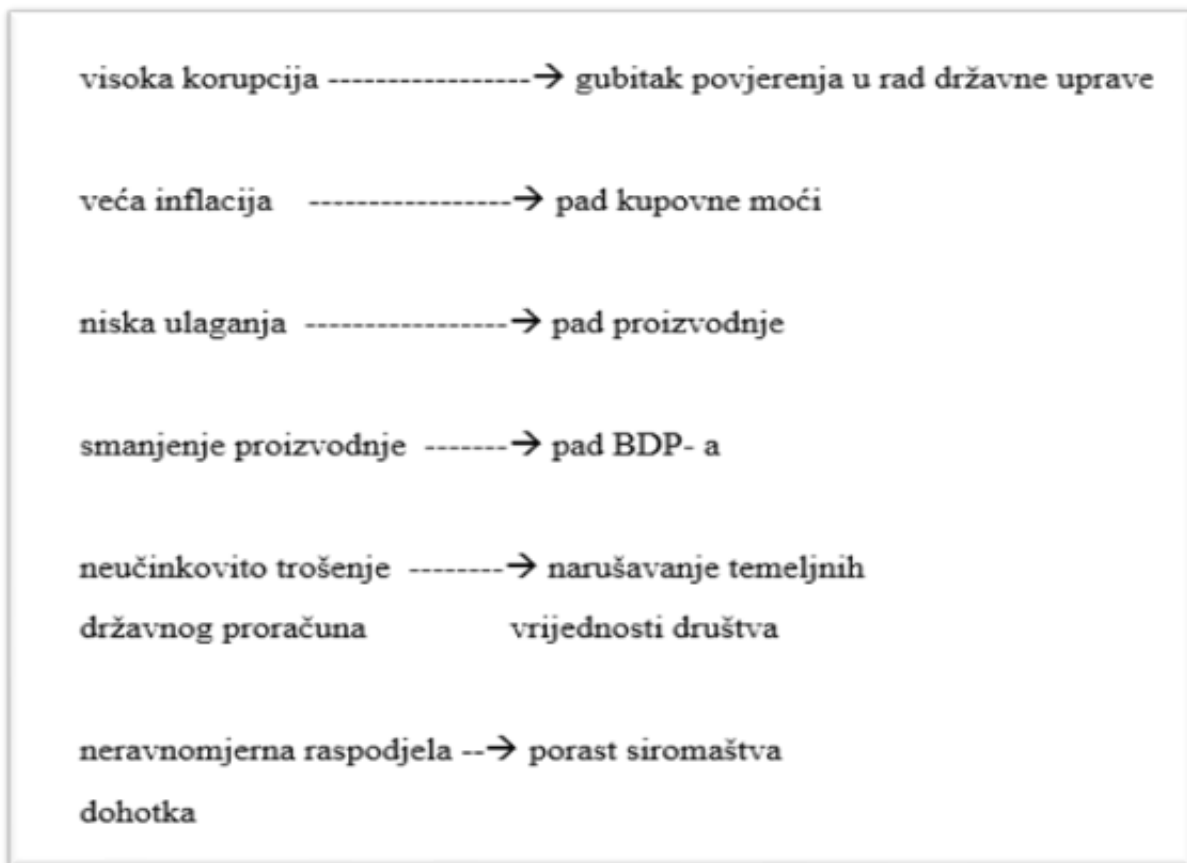 visoka korupcija -----------------→ gubitak povjerenja u rad državne uprave
veća inflacija -----------------→ pad kupovne moći
niska ulaganja -----------------→ pad proizvodnje
smanjenje proizvodnje -------→ pad BDP- a
neučinkovito trošenje --------→ narušavanje temeljnih
državnog proračuna vrijednosti društva
neravnomjerna raspodjela --→ porast siromaštva
dohotka